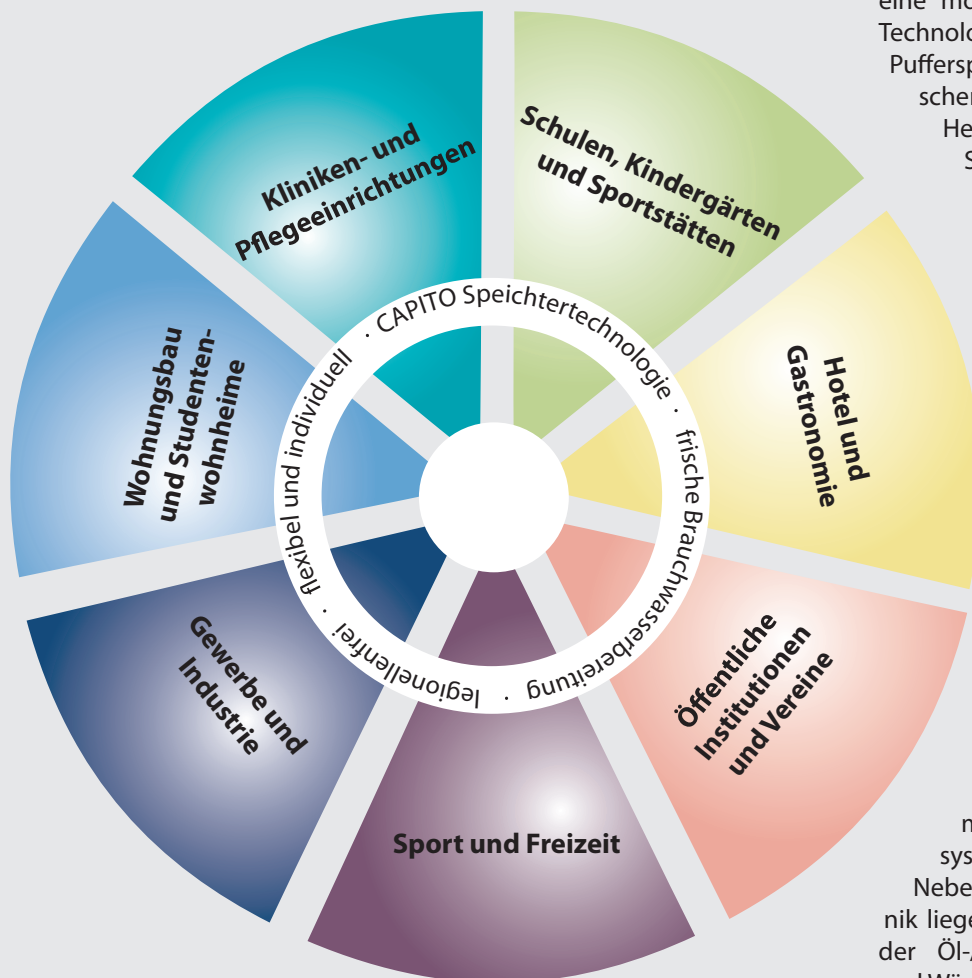 eine
Technolo
Puffersp
scher
He
S
Kliniken- und
Pflegeeinrichtungen
Schulen, Kindergärten
und Sportstätten
Hotel und
Gastronomie
Öffentliche
Institutionen
und Vereine
Sport und Freizeit
Gewerbe und
Industrie
Wohnungsbau
und Studenten-
wohnheime
· CAPITO Speichtertechnologie · frische Brauchwasserbereitung · legionellenfrei · flexibel und individuell
sys
Nebe
nik liege
der Öl-